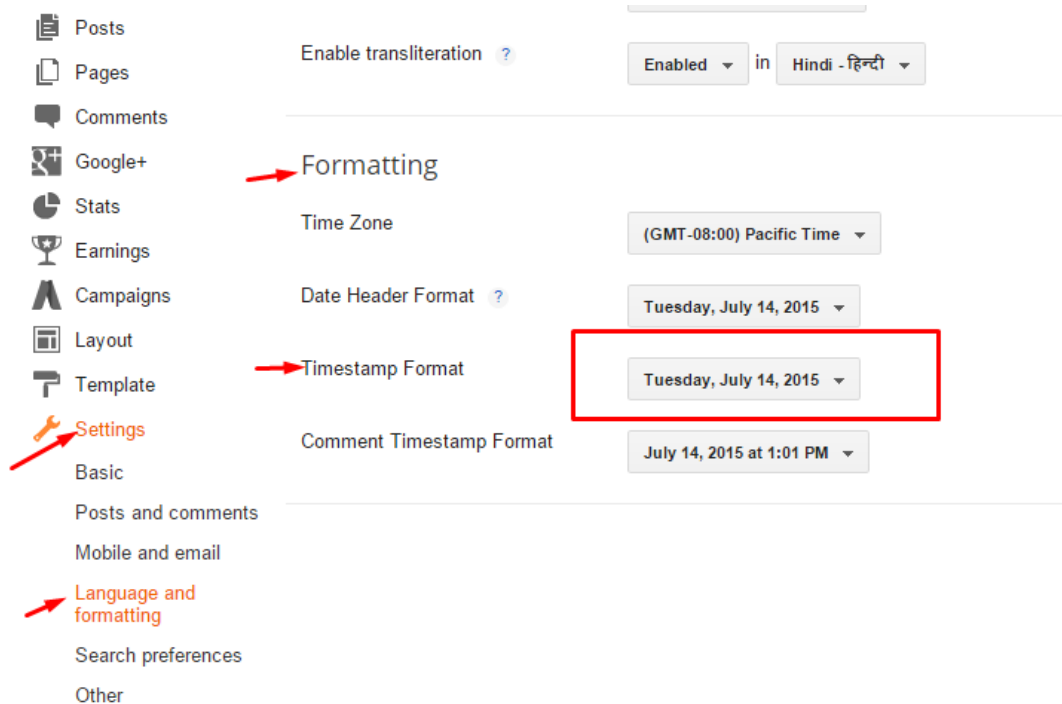 Posts
Pages
Comments
Google+
Stats
Earnings
Campaigns
Layout
Template
Settings
Basic
Posts and comments
Mobile and email
Language and
formatting
Search preferences
Other
Enable transliteration ? Enabled in Hindi - हिन्दी
Formatting
Time Zone (GMT-08:00) Pacific Time
Date Header Format ? Tuesday, July 14, 2015
Timestamp Format Tuesday, July 14, 2015
Comment Timestamp Format July 14, 2015 at 1:01 PM